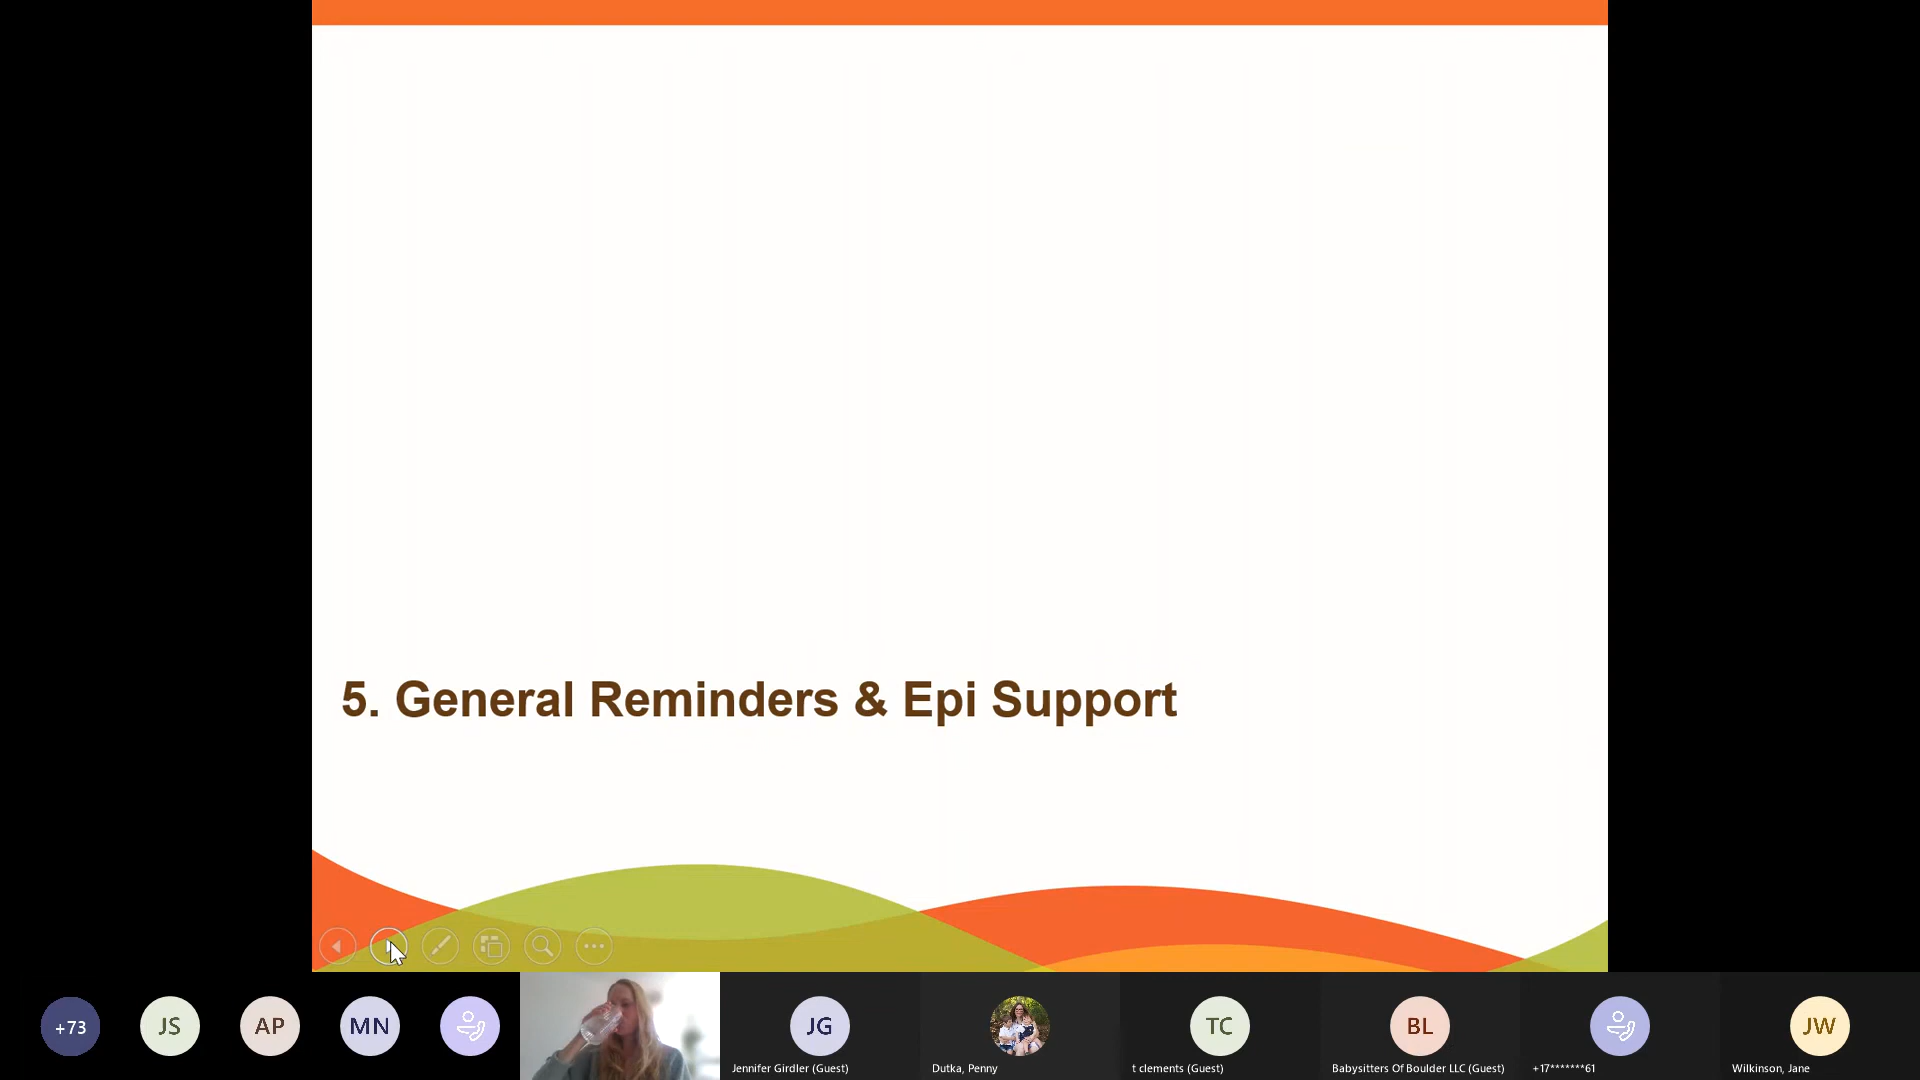 5. General Reminders & Epi Support
+73
JS
AP
MN
JG
TC
BL
JW
Jennifer Girdler (Guest)
Dutka, Penny
t clements (Guest)
Babysitters Of Boulder LLC (Guest)
+17*******61
Wilkinson, Jane